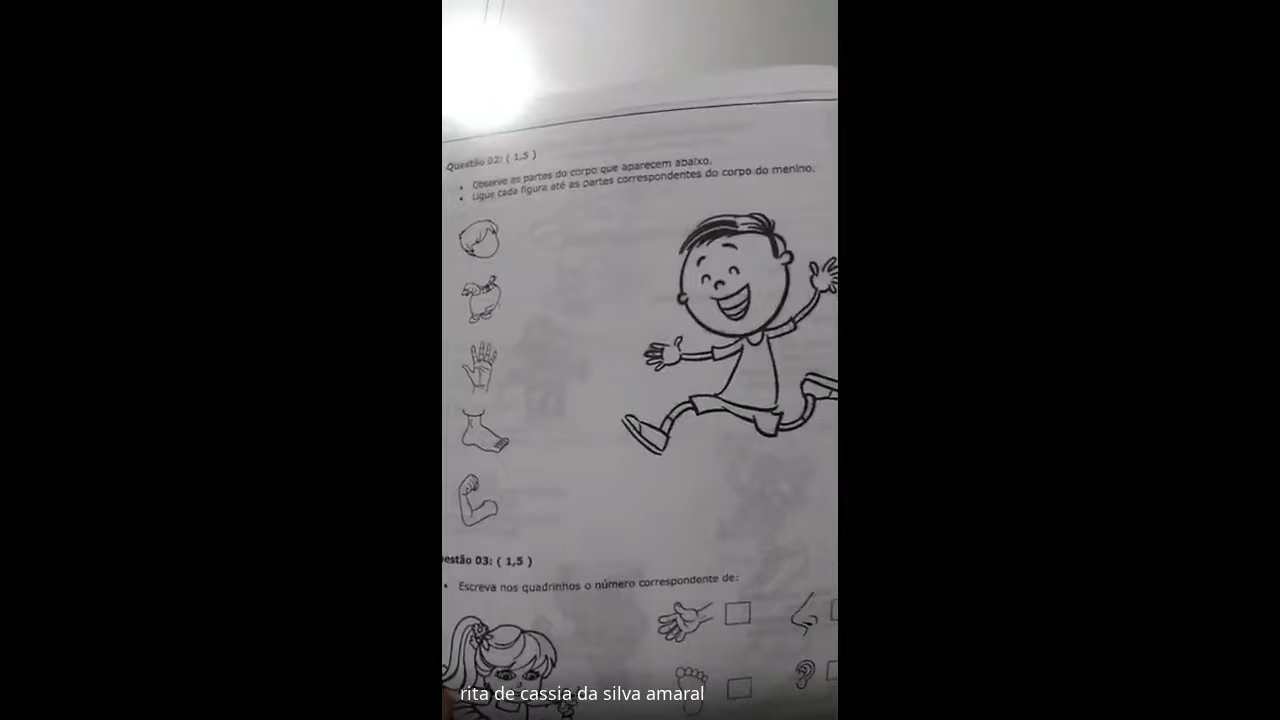 Questão 02: ( 1,5 )
• Observe as partes do corpo que aparecem abaixo.
• Ligue cada figura até as partes correspondentes do corpo do menino.
estão 03: ( 1,5 )
• Escreva nos quadrinhos o número correspondente de:
rita de cassia da silva amaral